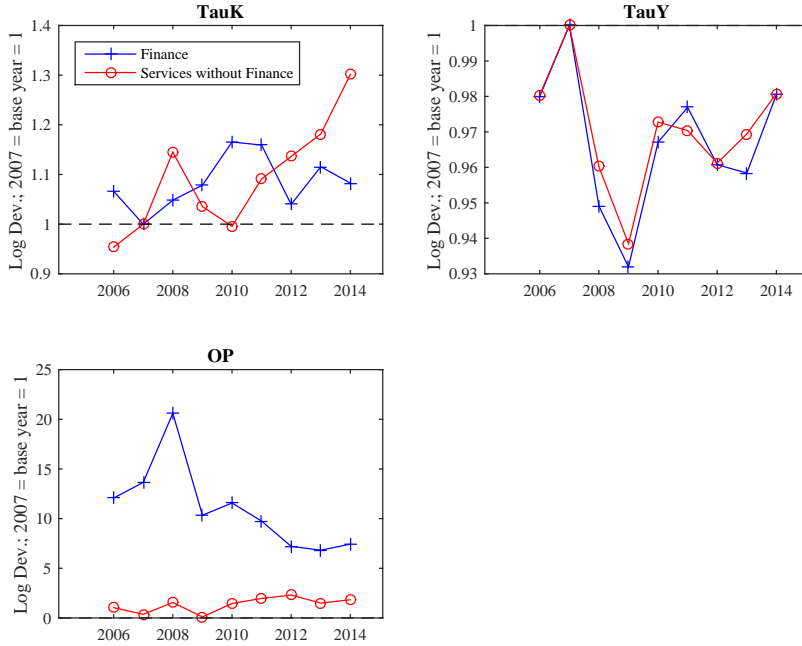 TauK
Log Dev.; 2007 = base year = 1
1.4
1.3
1.2
1.1
1
0.9
Finance
Services without Finance
2006 2008 2010 2012 2014
TauY
Log Dev.; 2007 = base year = 1
1
0.99
0.98
0.97
0.96
0.95
0.94
0.93
2006 2008 2010 2012 2014
OP
Log Dev.; 2007 = base year = 1
25
20
15
10
5
0
2006 2008 2010 2012 2014